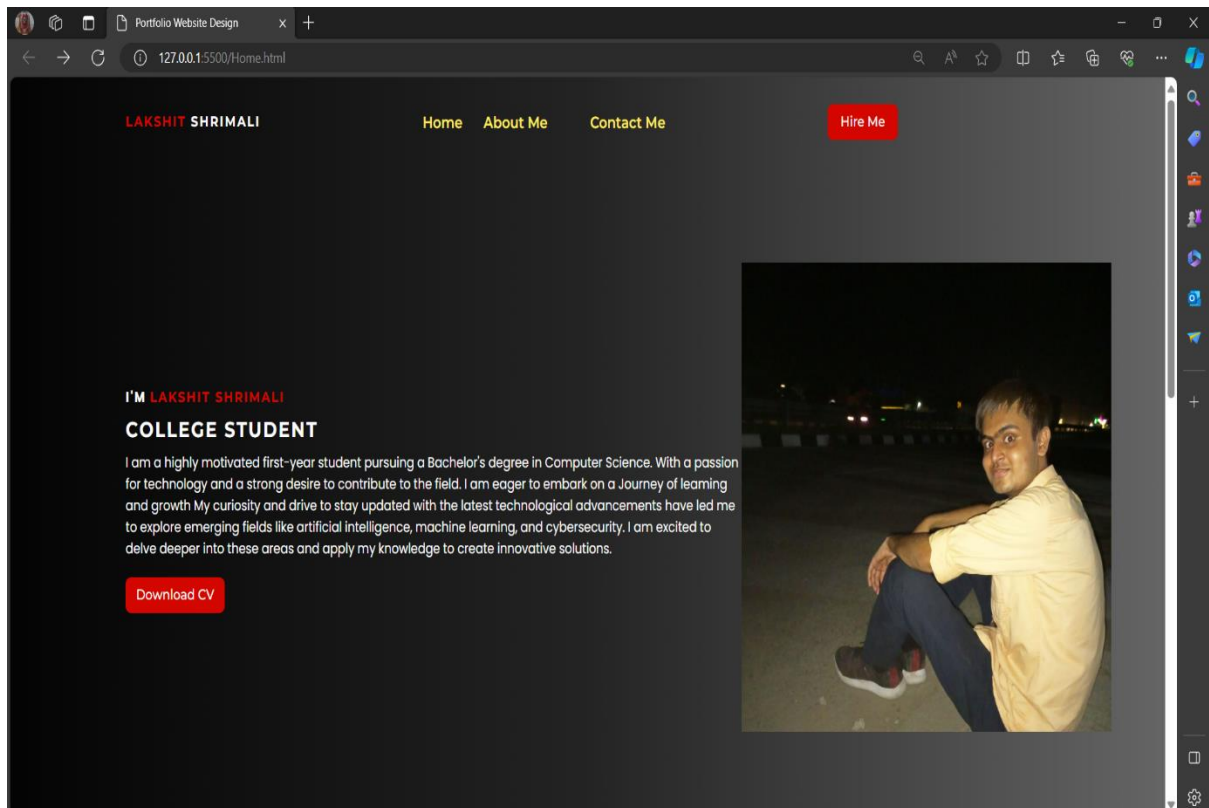 Portfolio Website Design
127.0.0.1:5500/Home.html
LAKSHIT SHRIMALI
Home About Me Contact Me
Hire Me
I'M LAKSHIT SHRIMALI
COLLEGE STUDENT
I am a highly motivated first-year student pursuing a Bachelor's degree in Computer Science. With a passion
for technology and a strong desire to contribute to the field. I am eager to embark on a Journey of learning
and growth My curiosity and drive to stay updated with the latest technological advancements have led me
to explore emerging fields like artificial intelligence, machine learning, and cybersecurity. I am excited to
delve deeper into these areas and apply my knowledge to create innovative solutions.
Download CV